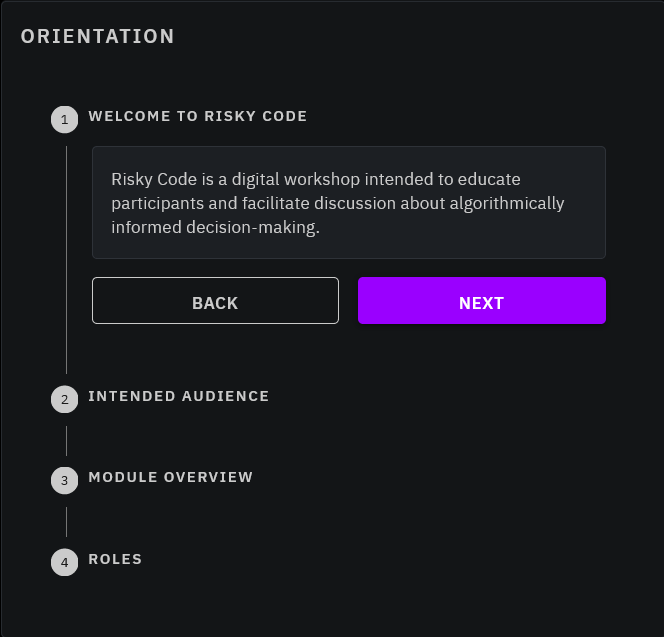 ORIENTATION
1 WELCOME TO RISKY CODE
Risky Code is a digital workshop intended to educate
participants and facilitate discussion about algorithmically
informed decision-making.
BACK NEXT
2 INTENDED AUDIENCE
3 MODULE OVERVIEW
4 ROLES